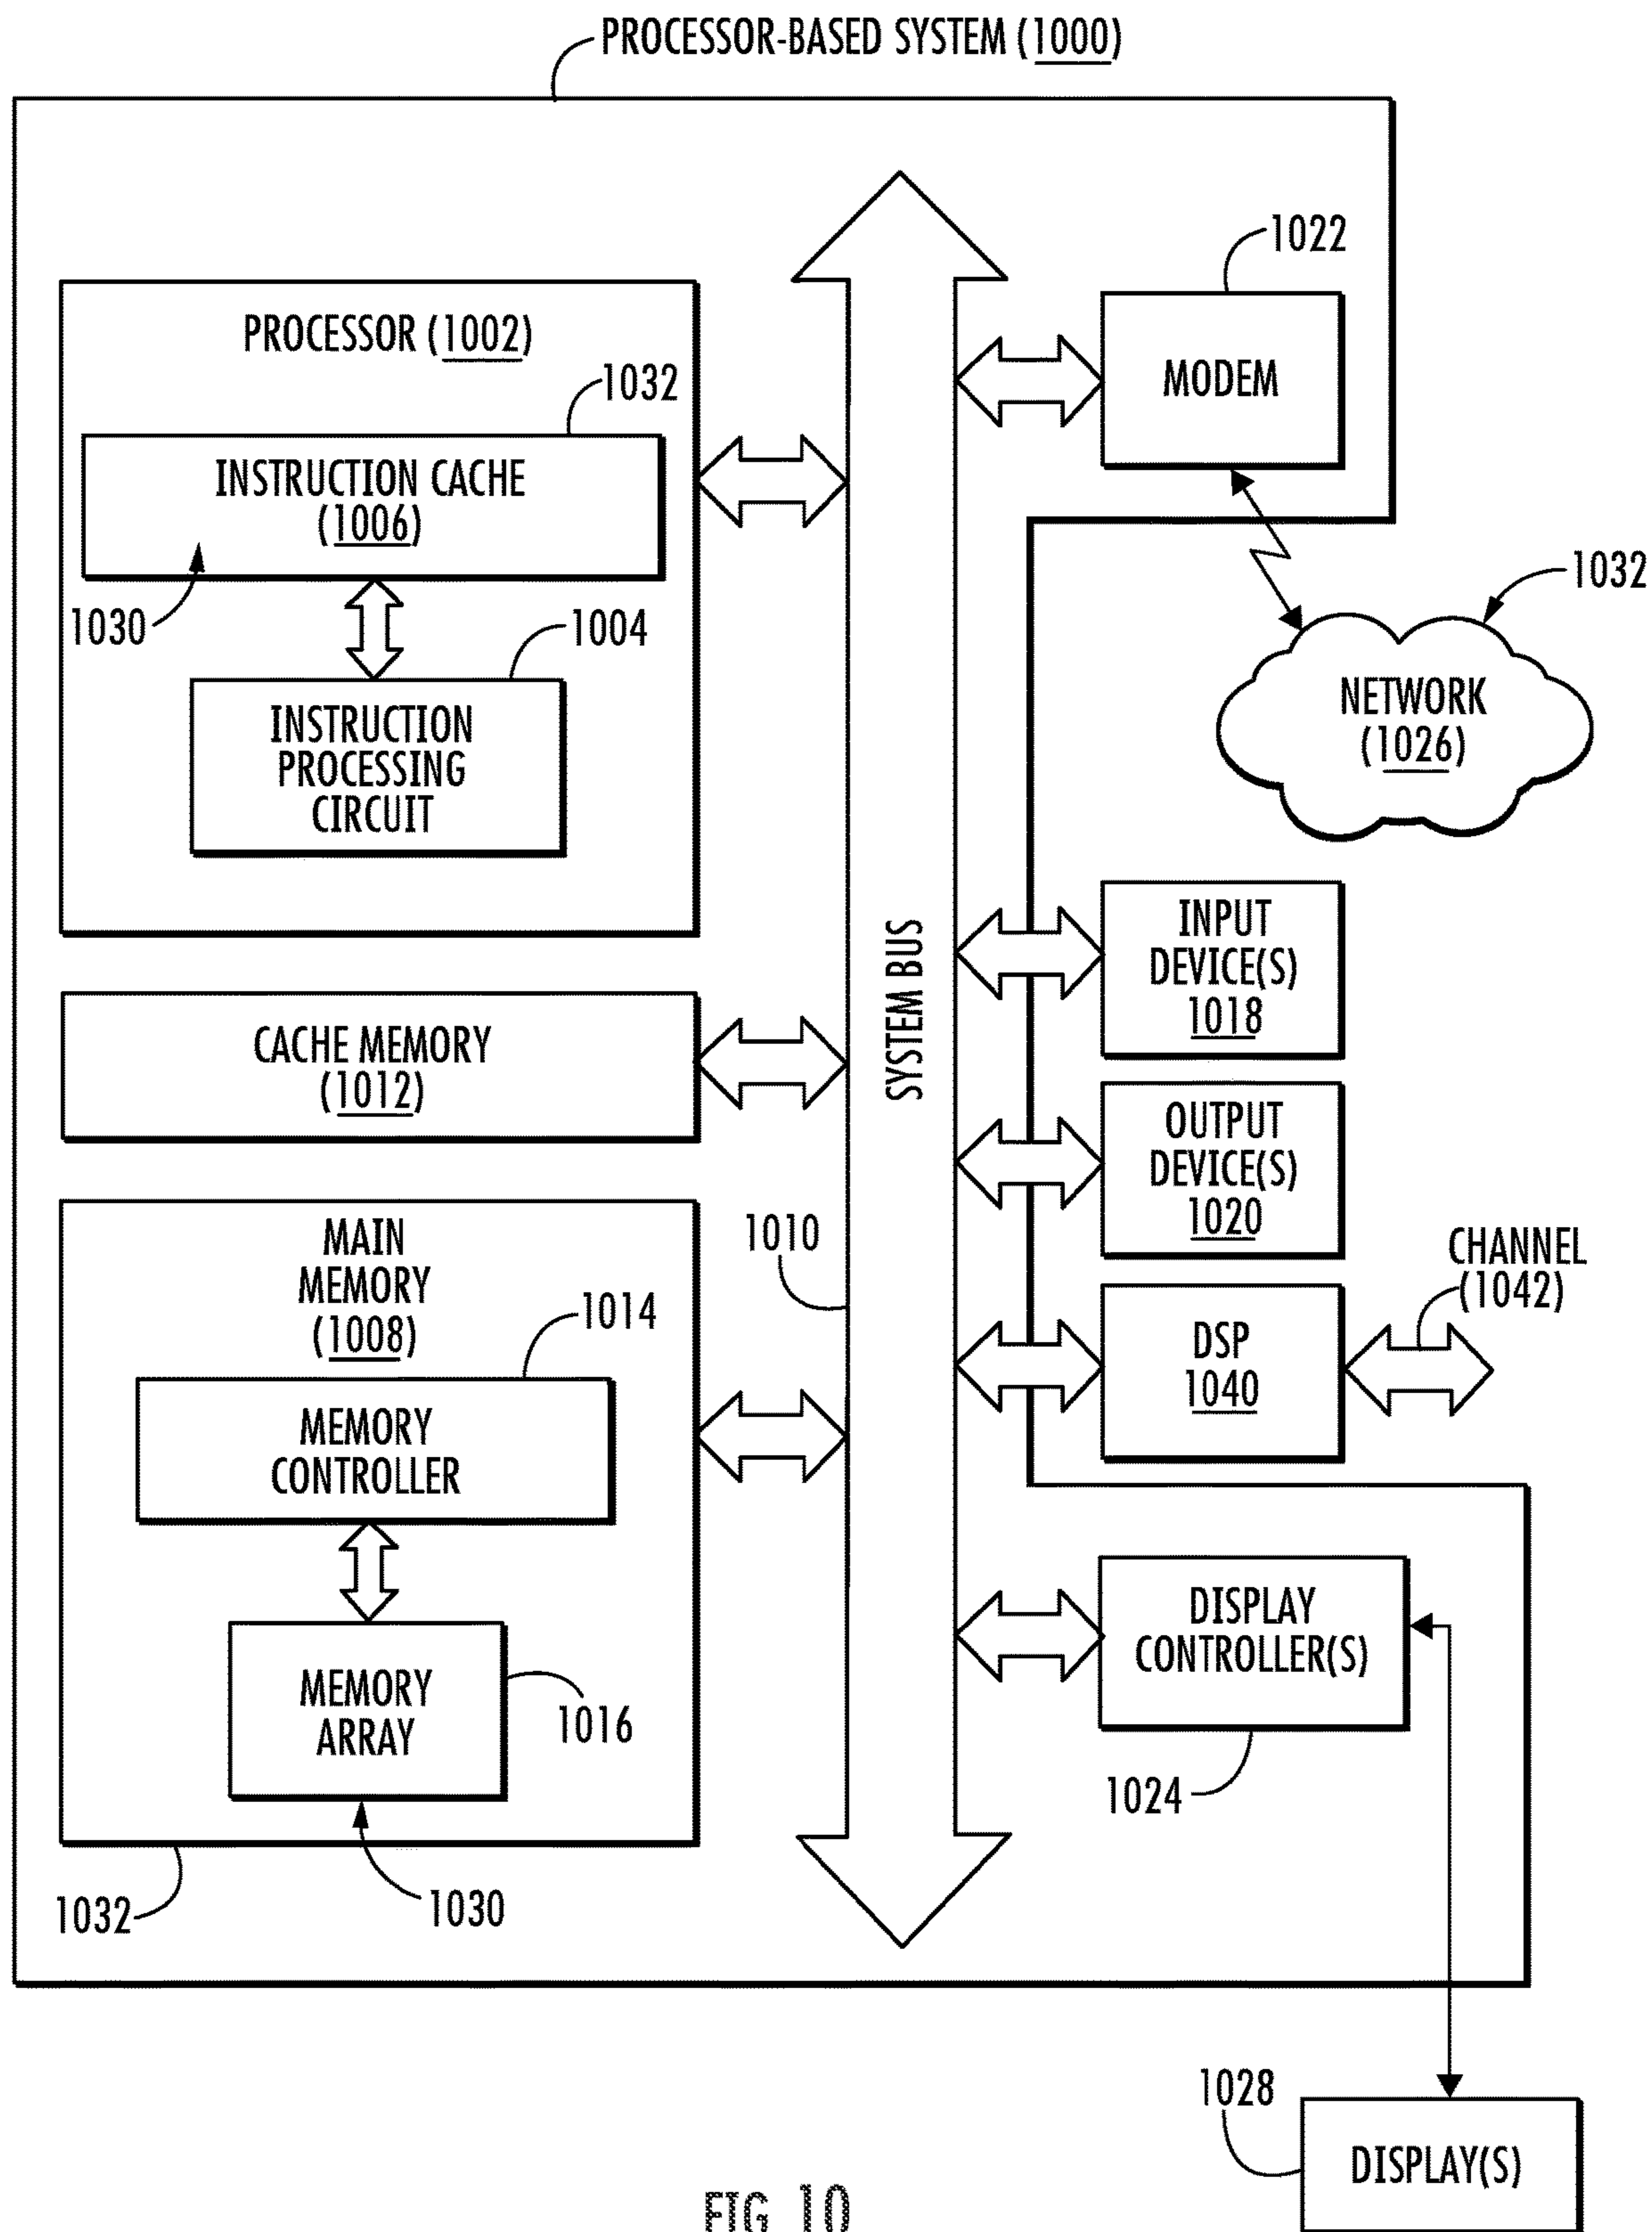 PROCESSOR-BASED SYSTEM (1000)
1022
PROCESSOR (1002)
1032
MODEM
INSTRUCTION CACHE
(1006)
1030
1004
1032
INSTRUCTION
PROCESSING
CIRCUIT
NETWORK
(1026)
SYSTEM BUS
INPUT
DEVICE(S)
1018
CACHE MEMORY
(1012)
OUTPUT
DEVICE(S)
1020
MAIN
MEMORY
(1008)
1010
CHANNEL
(1042)
1014
DSP
1040
MEMORY
CONTROLLER
DISPLAY
CONTROLLER(S)
MEMORY
ARRAY
1016
1024
1032
1030
1028
DISPLAY(S)
FIG. 10